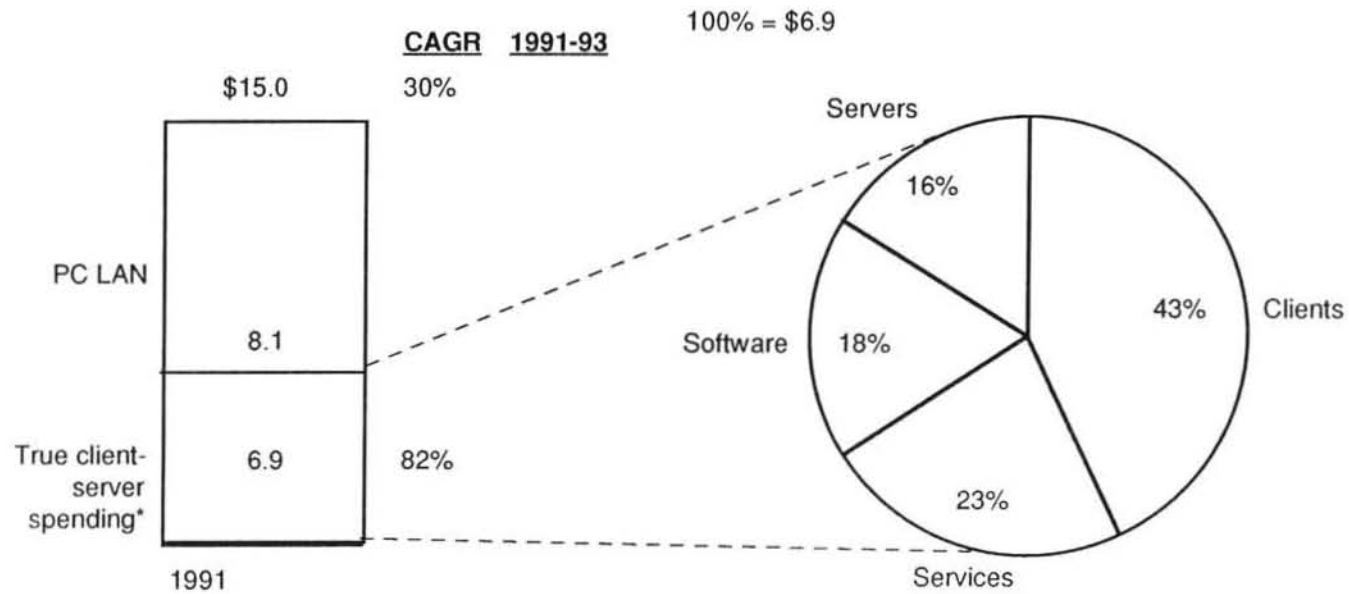 100% = $6.9
CAGR 1991-93
$15.0 30%
Servers
16%
PC LAN
43% Clients
8.1
Software 18%
True client-
server
spending*
6.9 82%
23%
1991
Services